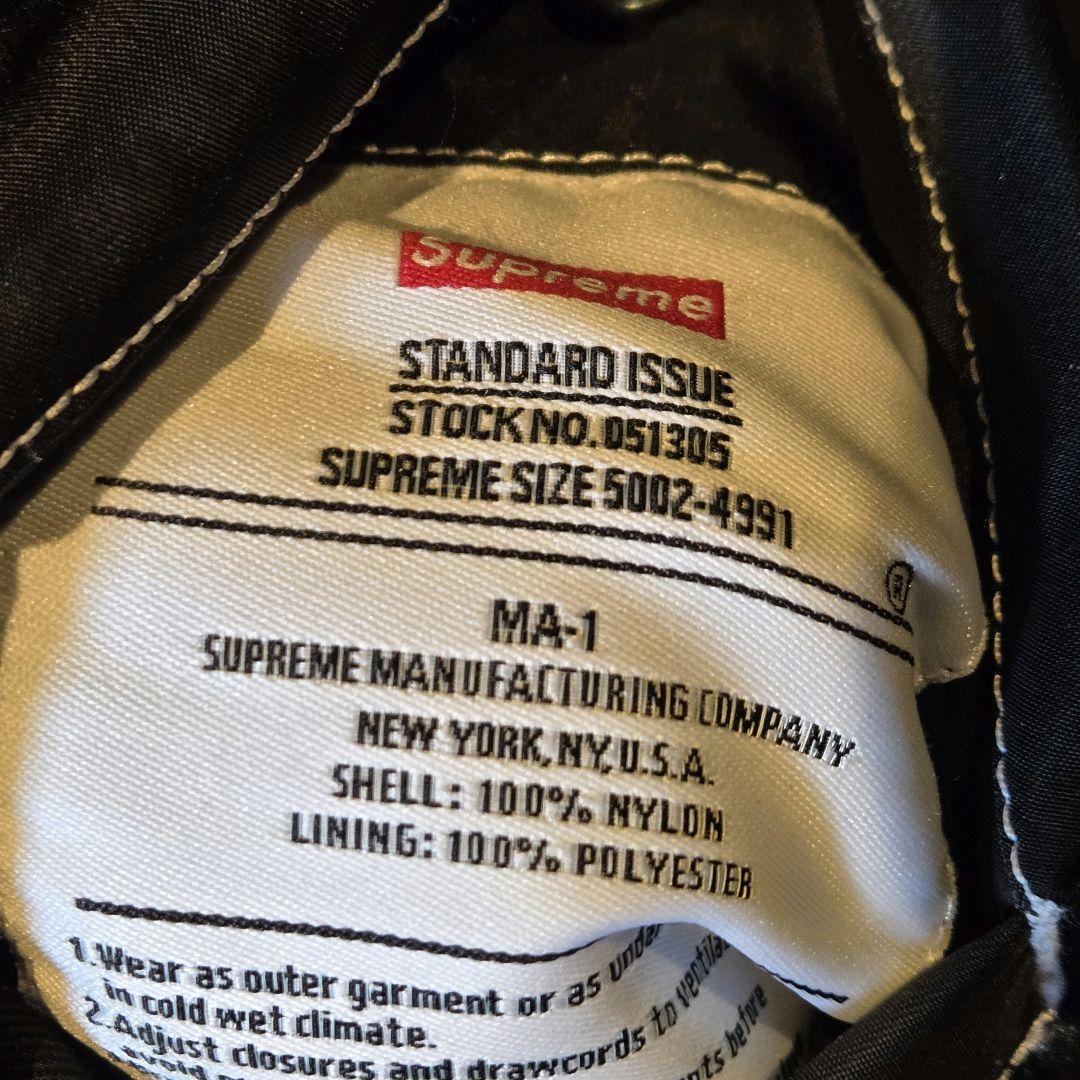 Supreme
STANDARD ISSUE
STOCK NO. 051305
SUPREME SIZE 5002-4991
®
MA-1
SUPREME MANUFACTURING COMPANY
NEW YORK, NY, U.S.A.
SHELL: 100% NYLON
LINING: 100% POLYESTER
1. Wear as outer garment or as
in cold wet climate.
2. Adjust closures and drawcords to
before